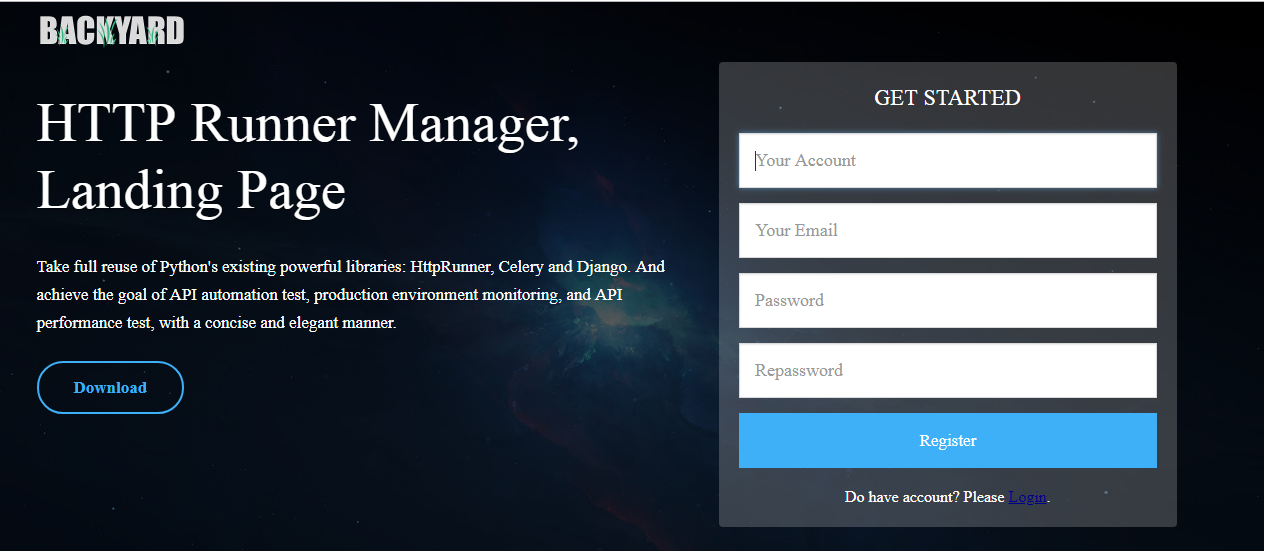 BACKYARD
HTTP Runner Manager,
Landing Page
Take full reuse of Python's existing powerful libraries: HttpRunner, Celery and Django. And
achieve the goal of API automation test, production environment monitoring, and API
performance test, with a concise and elegant manner.
Download
GET STARTED
Your Account
Your Email
Password
Repassword
Register
Do have account? Please Login.